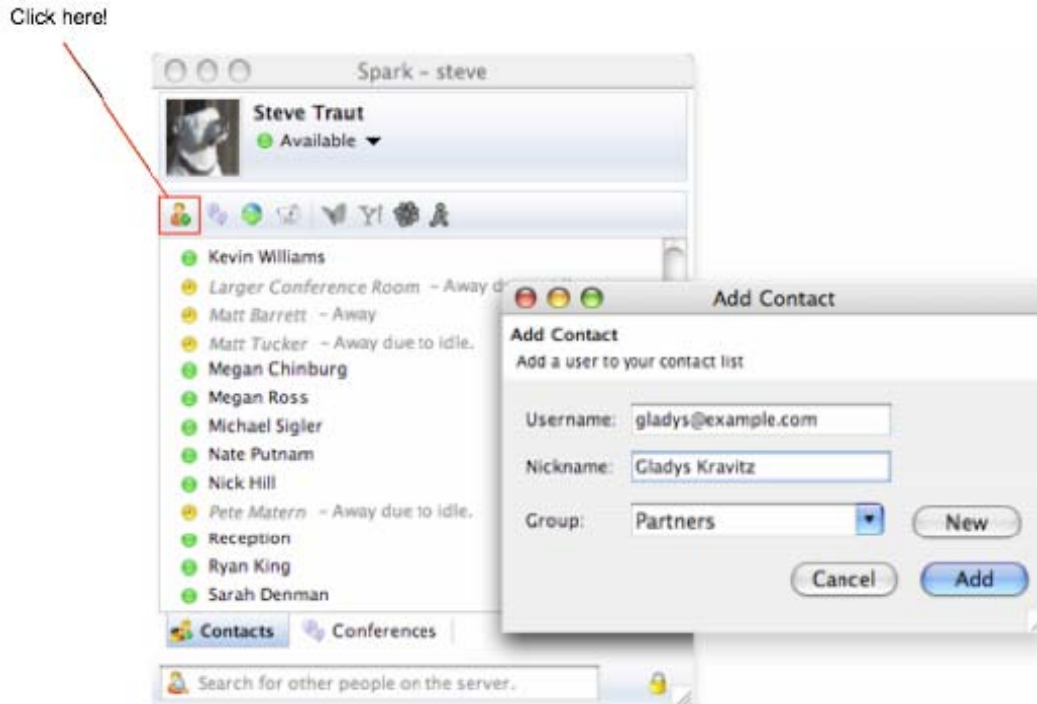 Click here!
Spark - steve
Steve Traut
Available
Kevin Williams
Larger Conference Room - Away d
Matt Barrett - Away
Matt Tucker - Away due to idle.
Megan Chinburg
Megan Ross
Michael Sigler
Nate Putnam
Nick Hill
Pete Matern - Away due to idle.
Reception
Ryan King
Sarah Denman
Contacts Conferences
Search for other people on the server.
Add Contact
Add Contact
Add a user to your contact list
Username: gladys@example.com
Nickname: Gladys Kravitz
Group: Partners New
Cancel Add